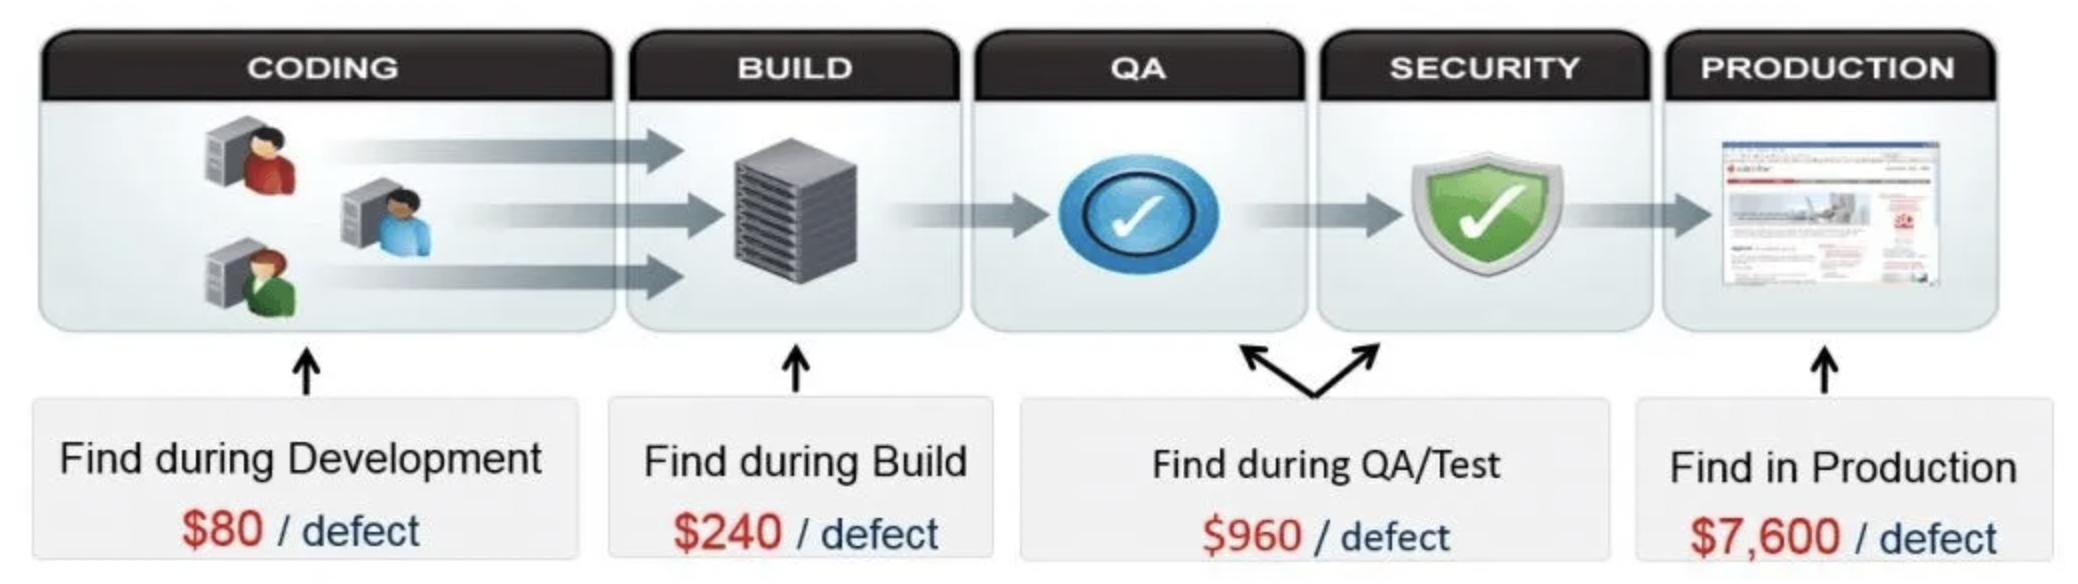 CODING
BUILD
QA
SECURITY
PRODUCTION
Find during Development
$80 / defect
Find during Build
$240 / defect
Find during QA/Test
$960 / defect
Find in Production
$7,600 / defect